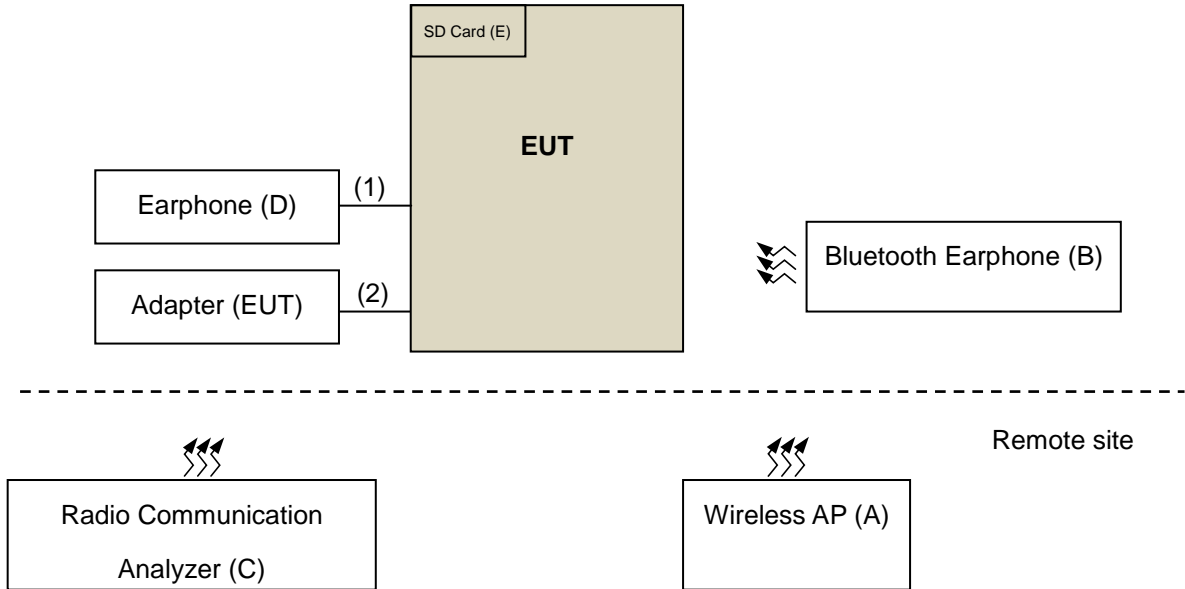 SD Card (E)
EUT
(1)
Earphone (D)
Bluetooth Earphone (B)
(2)
Adapter (EUT)
Remote site
Radio Communication
Analyzer (C)
Wireless AP (A)